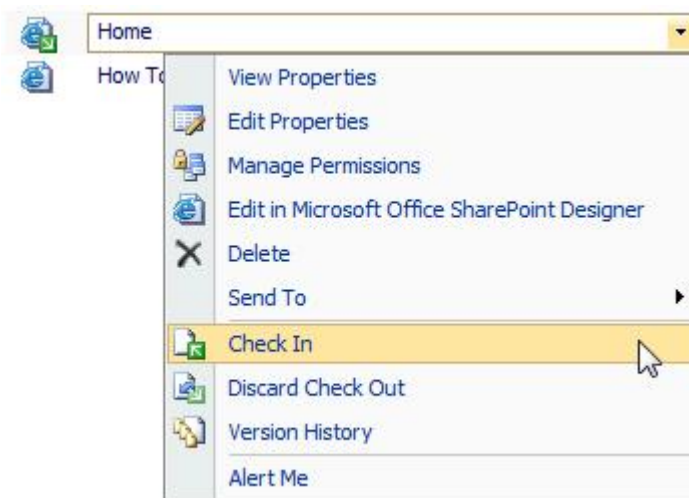 Home
How To
View Properties
Edit Properties
Manage Permissions
Edit in Microsoft Office SharePoint Designer
Delete
Send To
Check In
Discard Check Out
Version History
Alert Me